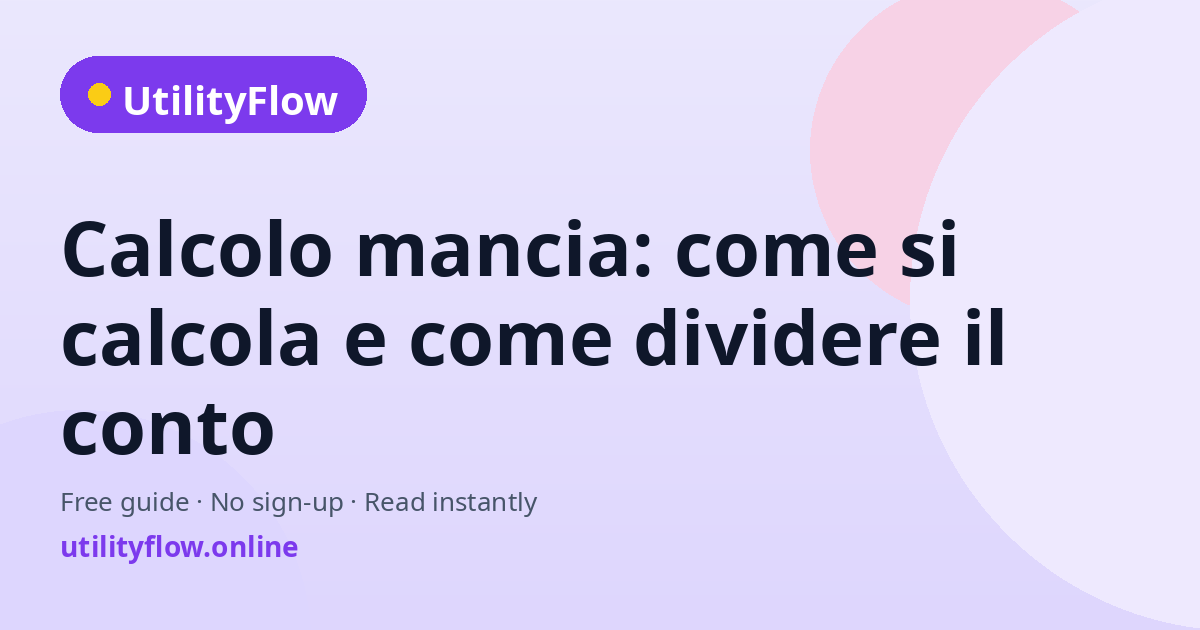 UtilityFlow
Calcolo mancia: come si
calcola e come dividere il
conto
Free guide · No sign-up · Read instantly
utilityflow.online